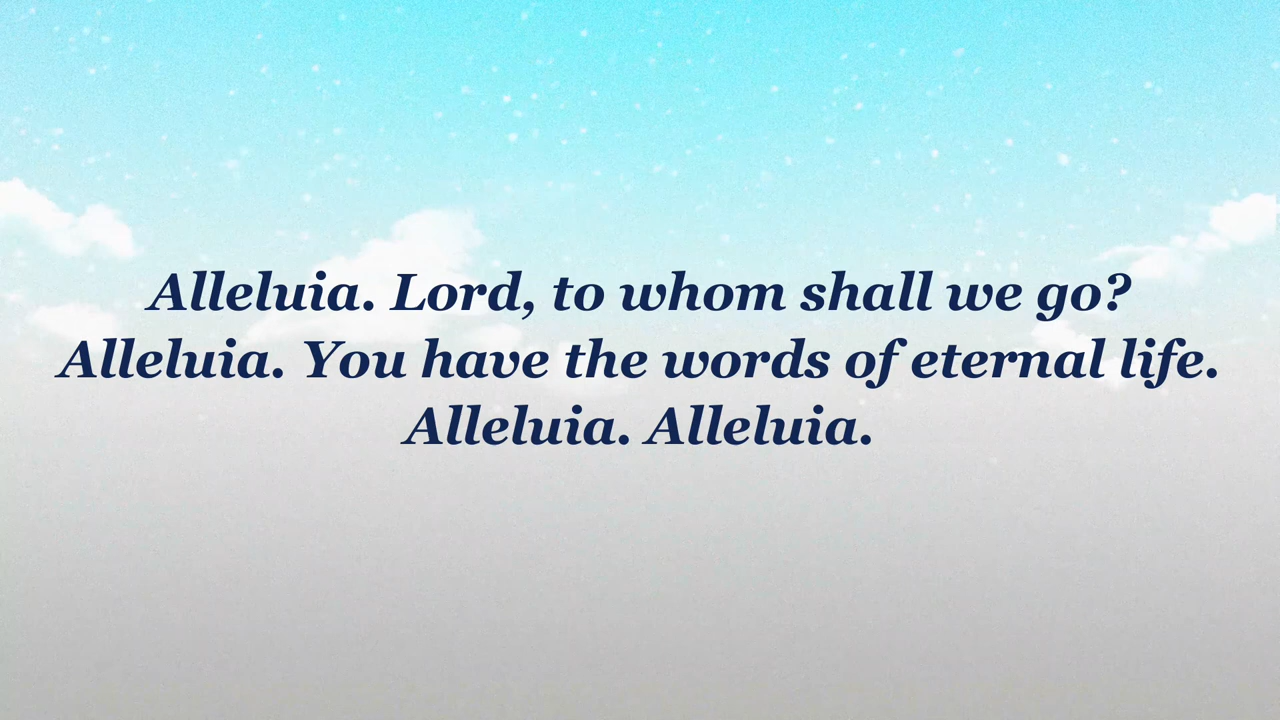 Alleluia. Lord, to whom shall we go?
Alleluia. You have the words of eternal life.
Alleluia. Alleluia.